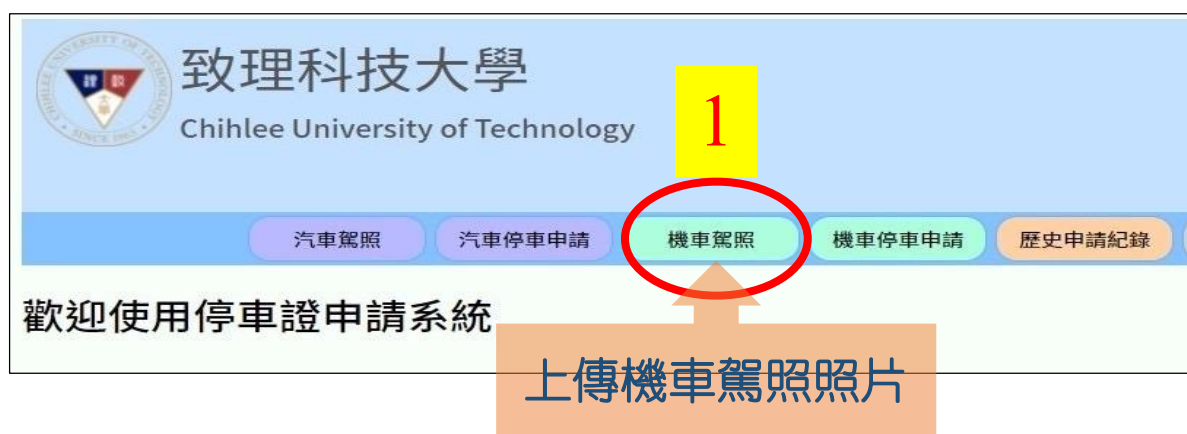 致理科技大學
Chihlee University of Technology
1
汽車駕照 汽車停車申請 機車駕照 機車停車申請 歷史申請紀錄
歡迎使用停車證申請系統
上傳機車駕照照片